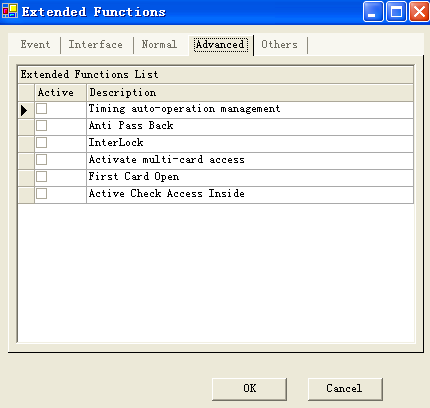 Extended Functions
Event Interface Normal Advanced Others
Extended Functions List
Active Description
Timing auto-operation management
Anti Pass Back
InterLock
Activate multi-card access
First Card Open
Active Check Access Inside
OK Cancel